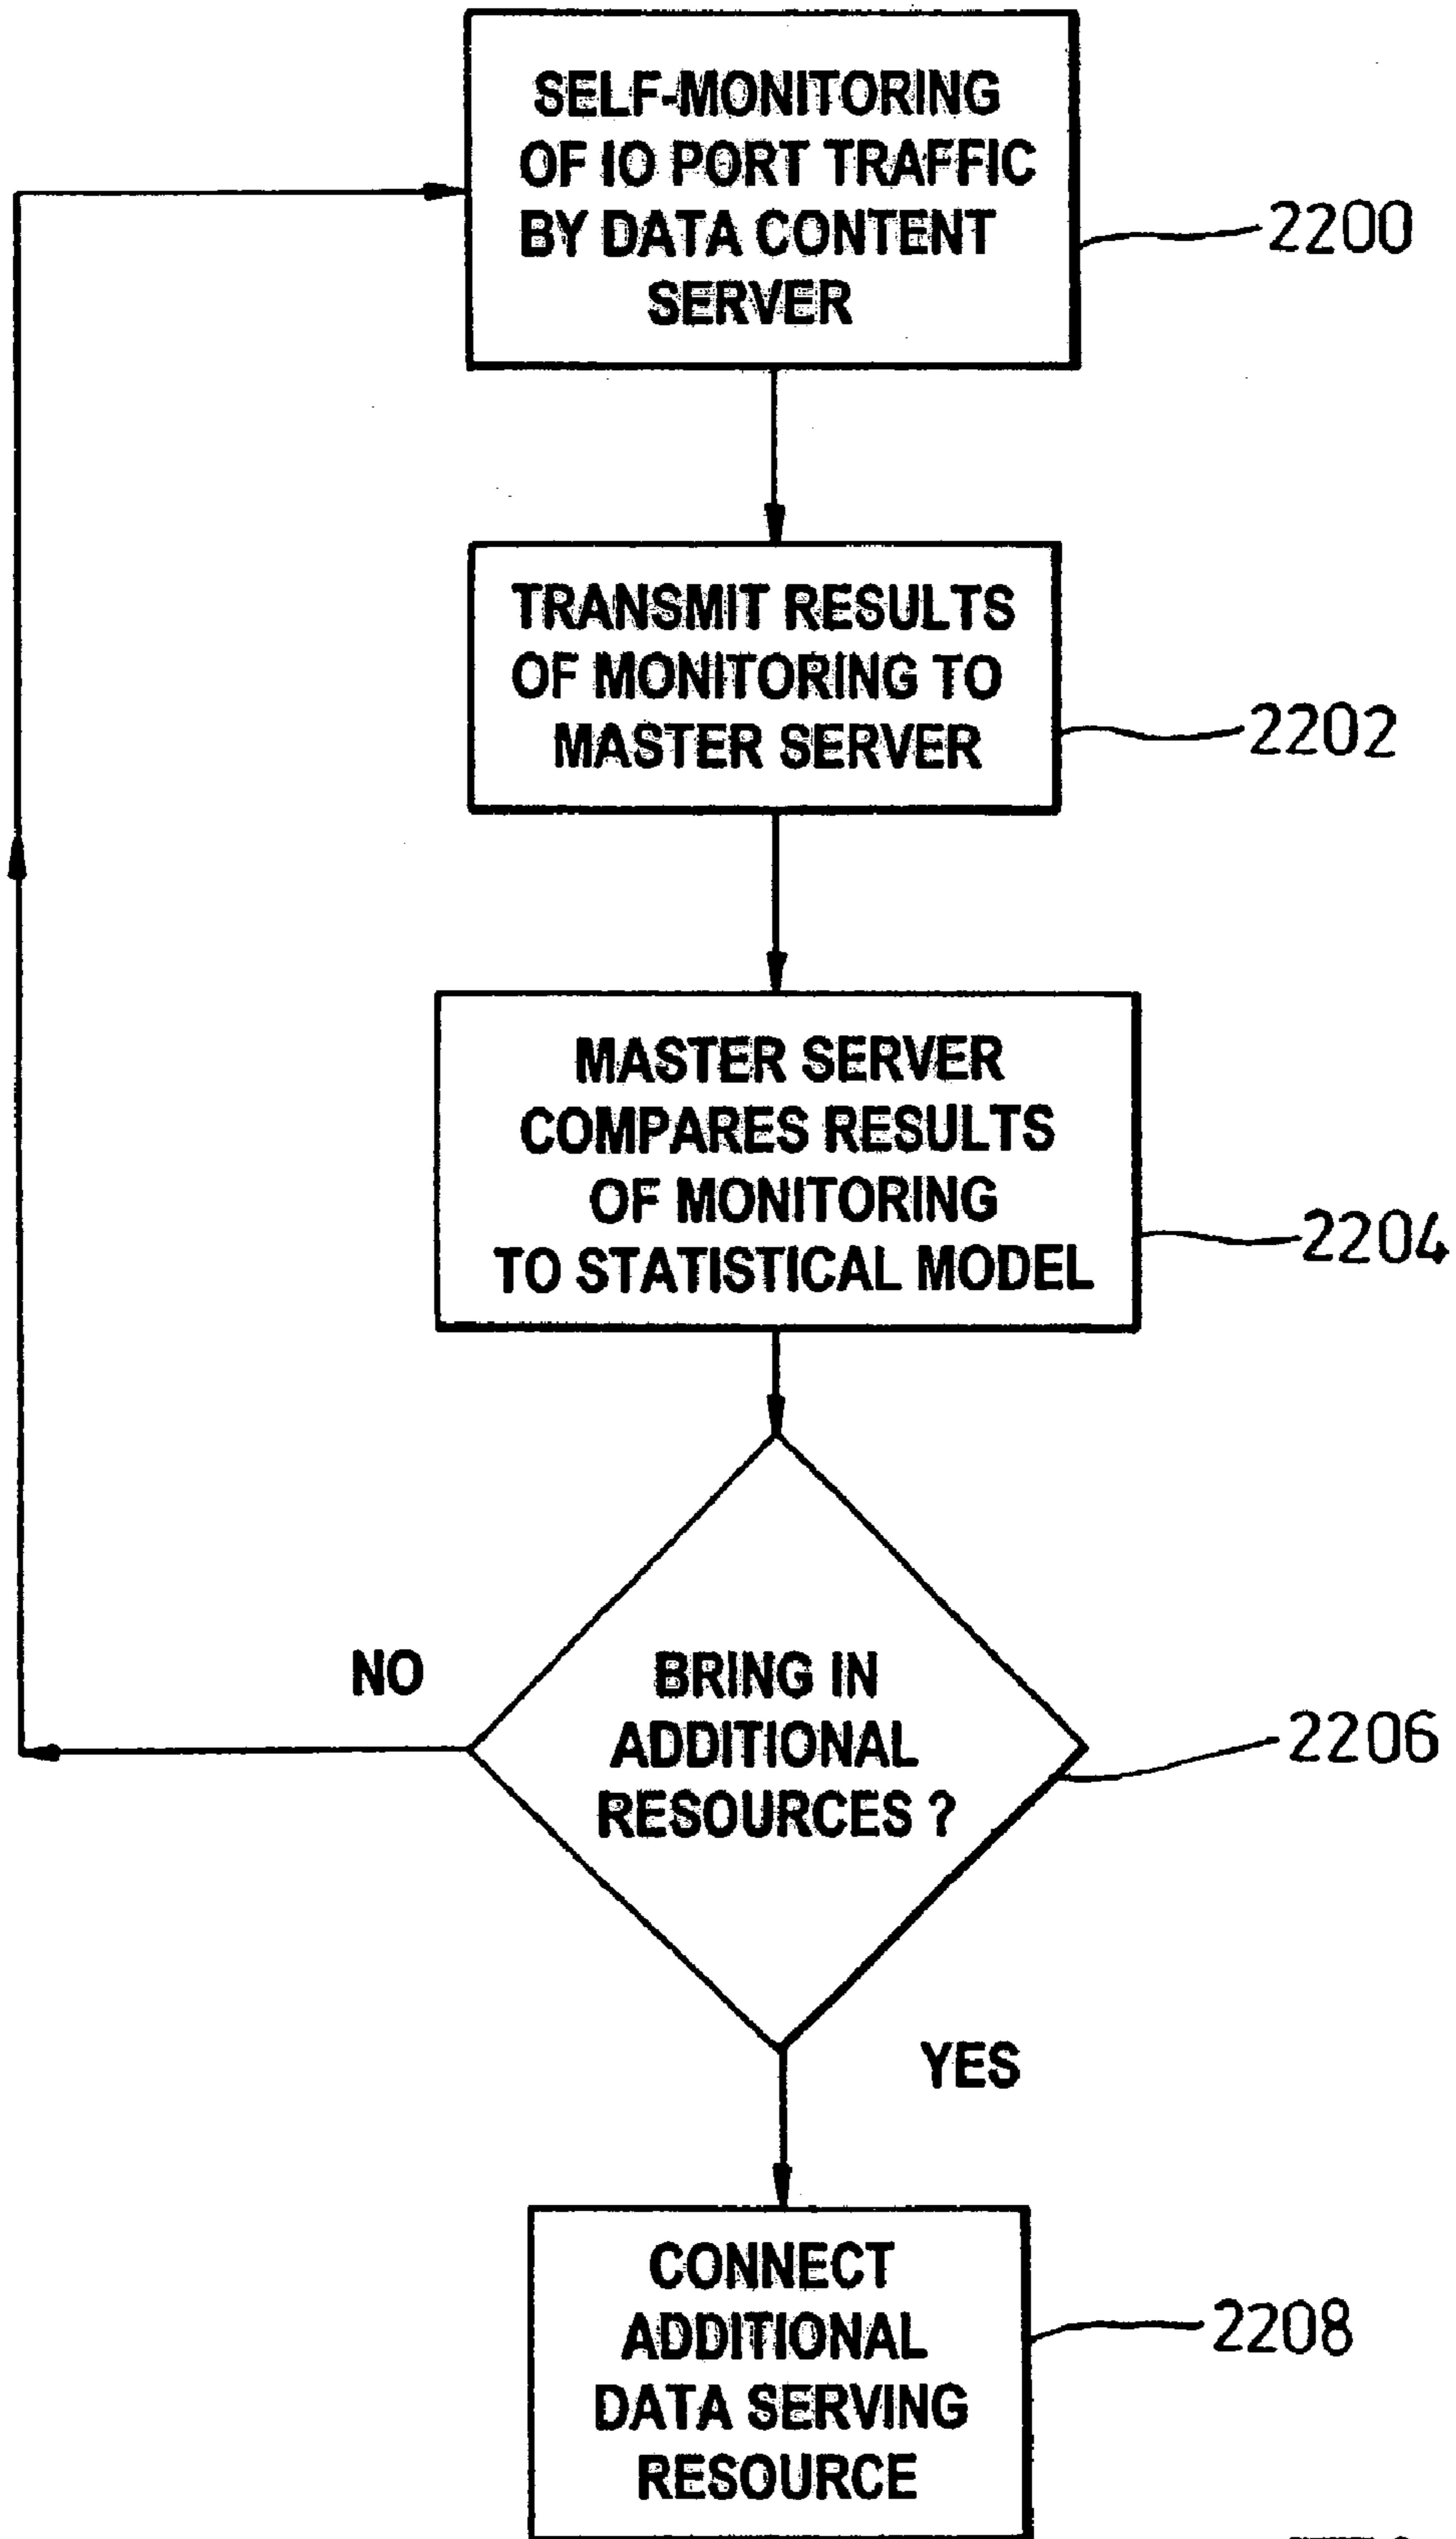 SELF-MONITORING
OF IO PORT TRAFFIC
BY DATA CONTENT
SERVER
2200
TRANSMIT RESULTS
OF MONITORING TO
MASTER SERVER
2202
MASTER SERVER
COMPARES RESULTS
OF MONITORING
TO STATISTICAL MODEL
2204
NO
BRING IN
ADDITIONAL
RESOURCES ?
2206
YES
CONNECT
ADDITIONAL
DATA SERVING
RESOURCE
2208